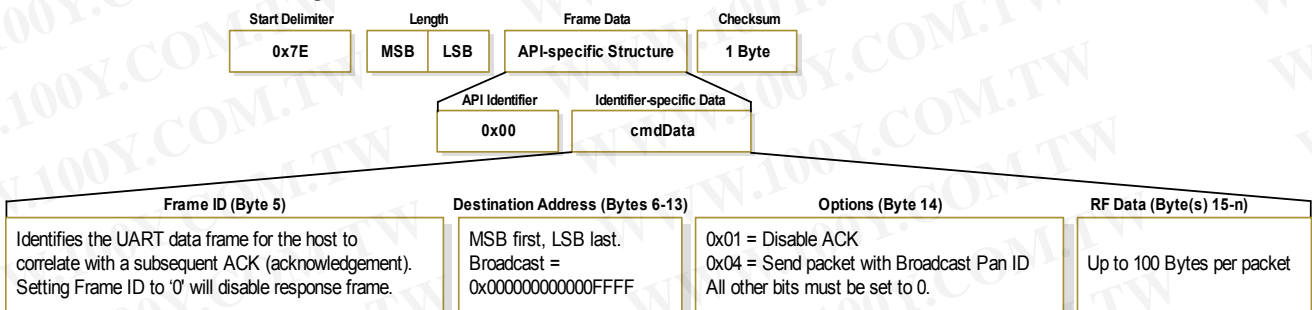 Start Delimiter Length Frame Data Checksum
0x7E MSB LSB API-specific Structure 1 Byte
API Identifier Identifier-specific Data
0x00 cmdData
Frame ID (Byte 5)
Identifies the UART data frame for the host to
correlate with a subsequent ACK (acknowledgement).
Setting Frame ID to ‘0’ will disable response frame.
Destination Address (Bytes 6-13)
MSB first, LSB last.
Broadcast =
0x000000000000FFFF
Options (Byte 14)
0x01 = Disable ACK
0x04 = Send packet with Broadcast Pan ID
All other bits must be set to 0.
RF Data (Byte(s) 15-n)
Up to 100 Bytes per packet
WWW.100Y.COM.TW